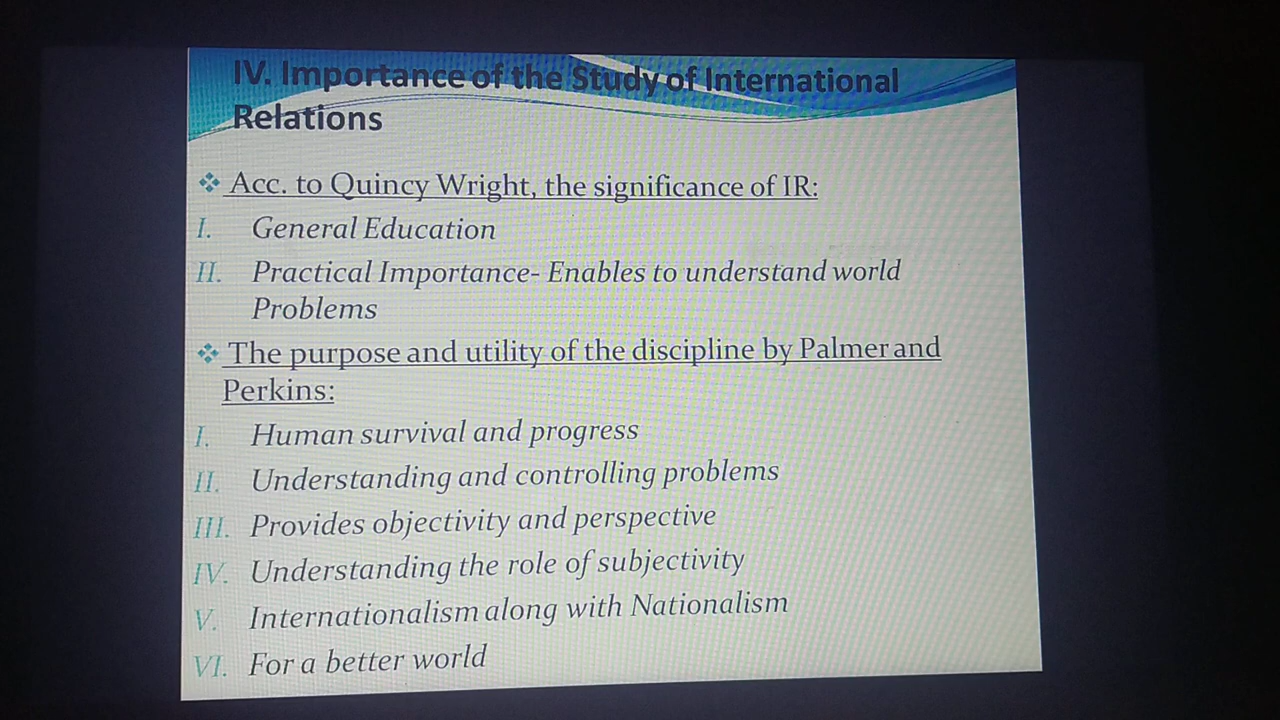 IV. Importance of the Study of International
Relations
❖ Acc. to Quincy Wright, the significance of IR:
I. General Education
II. Practical Importance- Enables to understand world
Problems
❖ The purpose and utility of the discipline by Palmer and
Perkins:
I. Human survival and progress
II. Understanding and controlling problems
III. Provides objectivity and perspective
IV. Understanding the role of subjectivity
V. Internationalism along with Nationalism
VI. For a better world